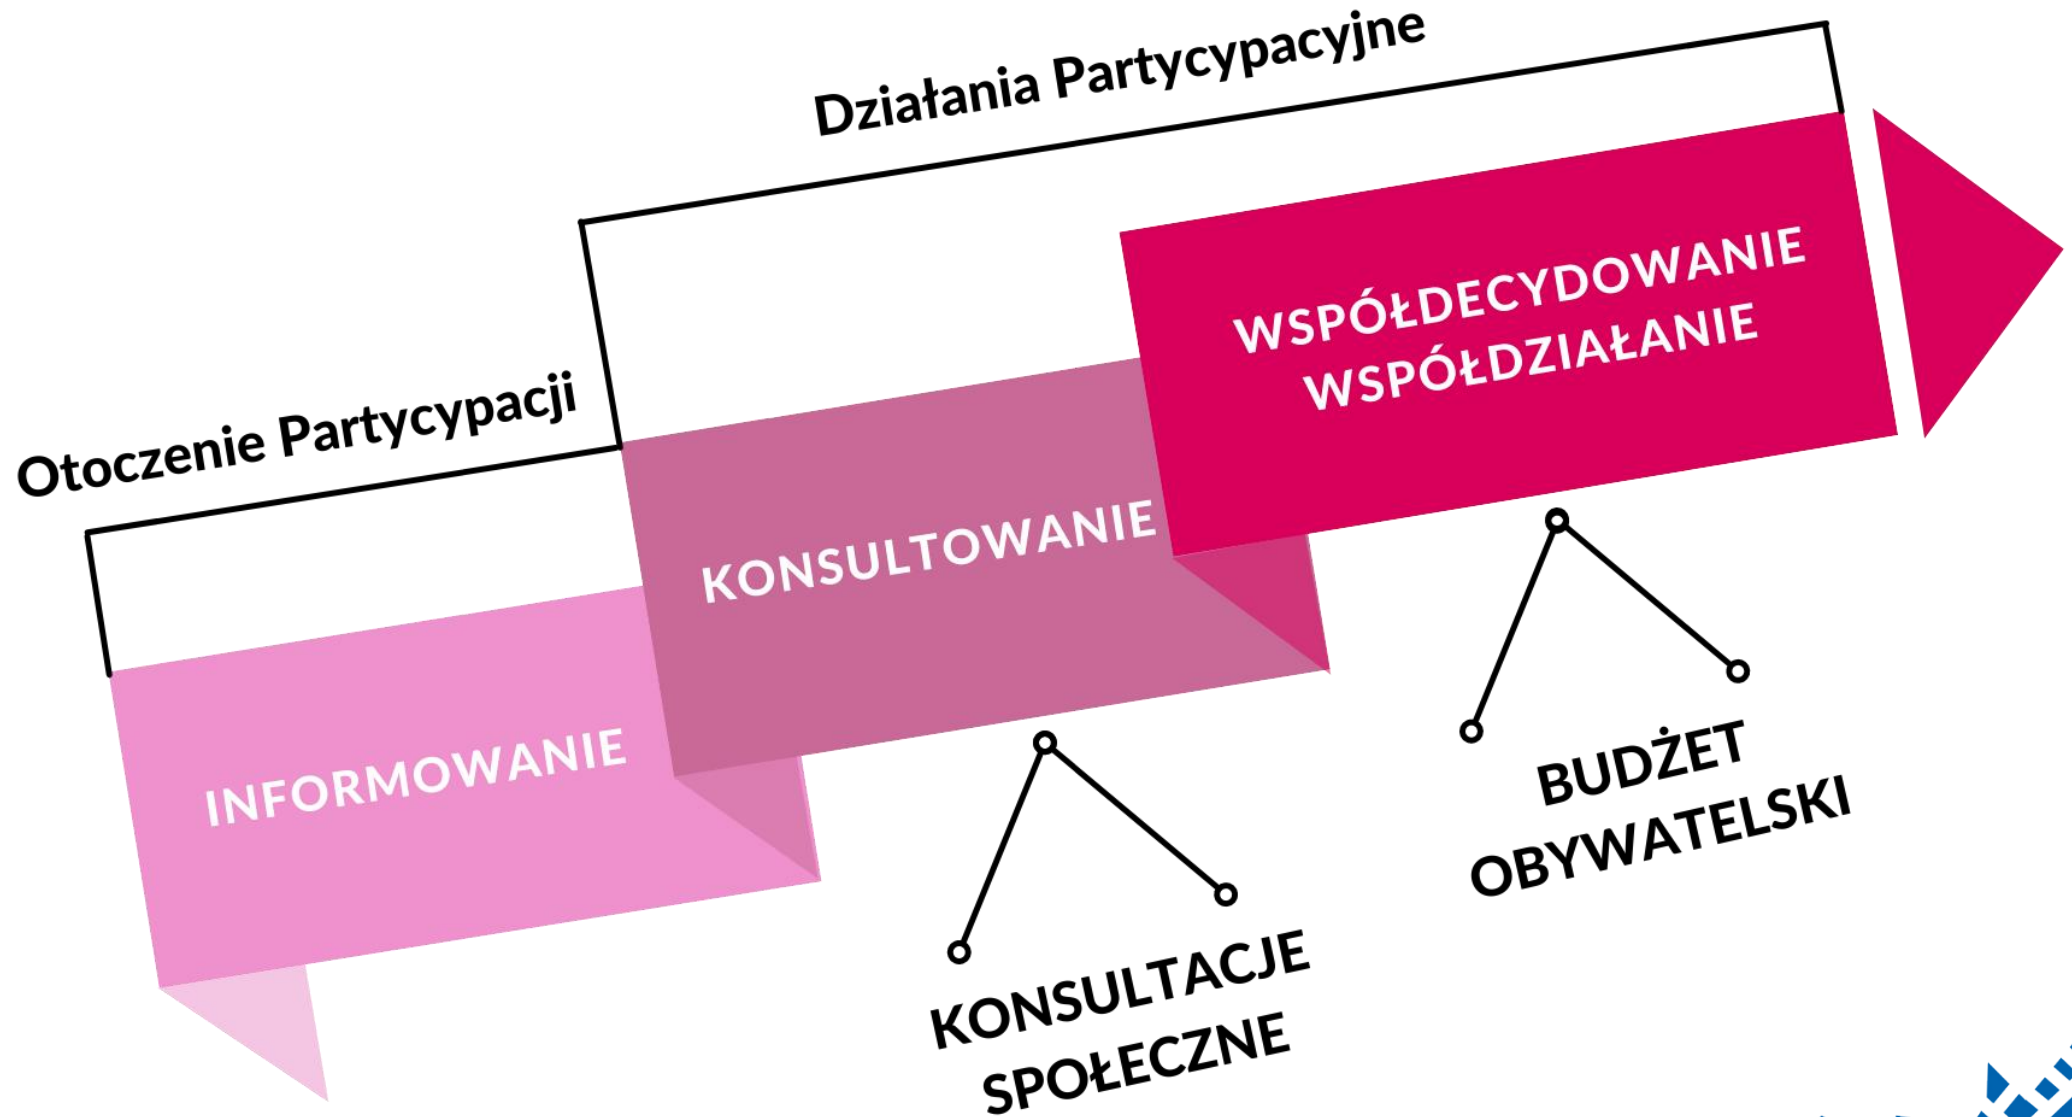 Działania Partycypacyjne
Otoczenie Partycypacji
WSPÓŁDECYDOWANIE
WSPÓŁDZIAŁANIE
KONSULTOWANIE
INFORMOWANIE
BUDŻET
OBYWATELSKI
KONSULTACJE
SPOŁECZNE